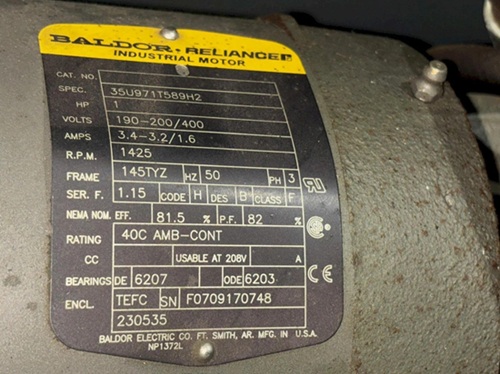 BALDOR · RELIANCER
INDUSTRIAL MOTOR
CAT. NO.
SPEC. 35U971T589H2
HP 1
VOLTS 190-200/400
AMPS 3.4-3.2/1.6
R.P.M. 1425
FRAME 145TYZ HZ 50 PH 3
SER. F. 1.15 CODE H DES B CLASS F
NEMA NOM. EFF. 81.5 % P.F. 82 %
RATING 40C AMB-CONT
CC USABLE AT 208V A
BEARINGS DE 6207 ODE 6203
ENCL. TEFC SN F0709170748
230535
BALDOR ELECTRIC CO. FT. SMITH, AR. MFG. IN U.S.A.
NP1372L